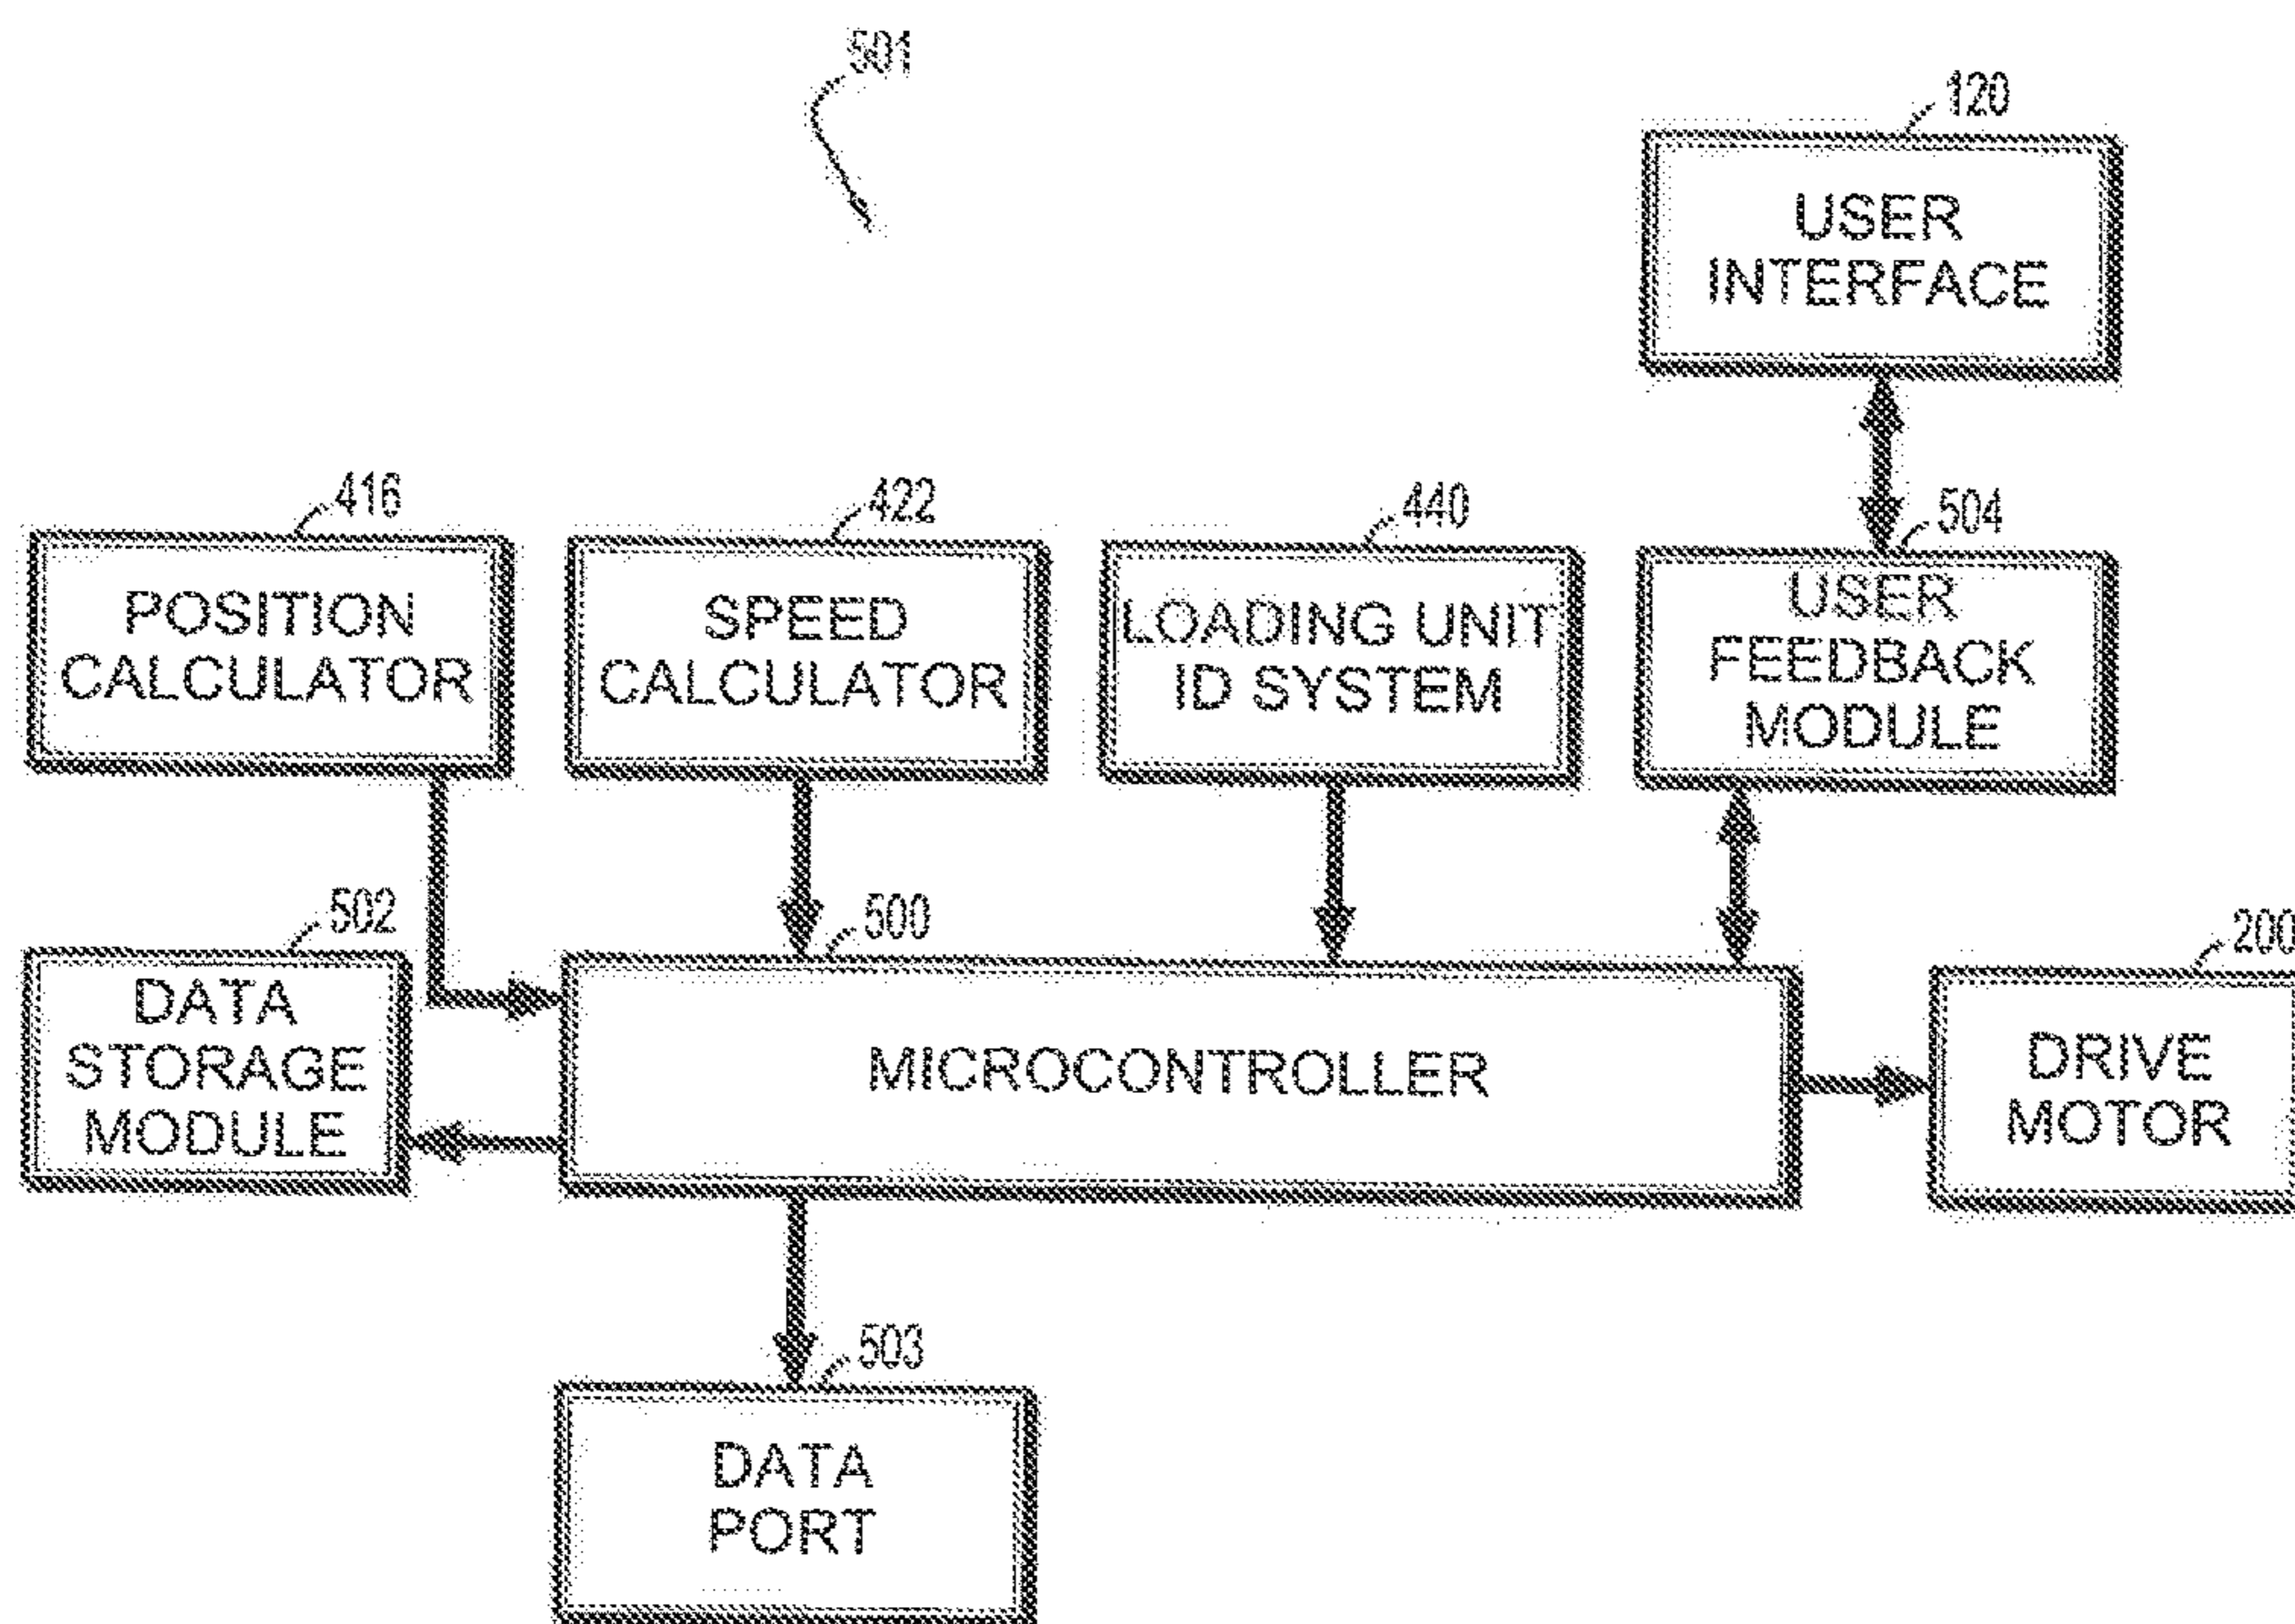 501
120
USER
INTERFACE
416
POSITION
CALCULATOR
422
SPEED
CALCULATOR
440
LOADING UNIT
ID SYSTEM
504
USER
FEEDBACK
MODULE
502
DATA
STORAGE
MODULE
500
MICROCONTROLLER
200
DRIVE
MOTOR
503
DATA
PORT